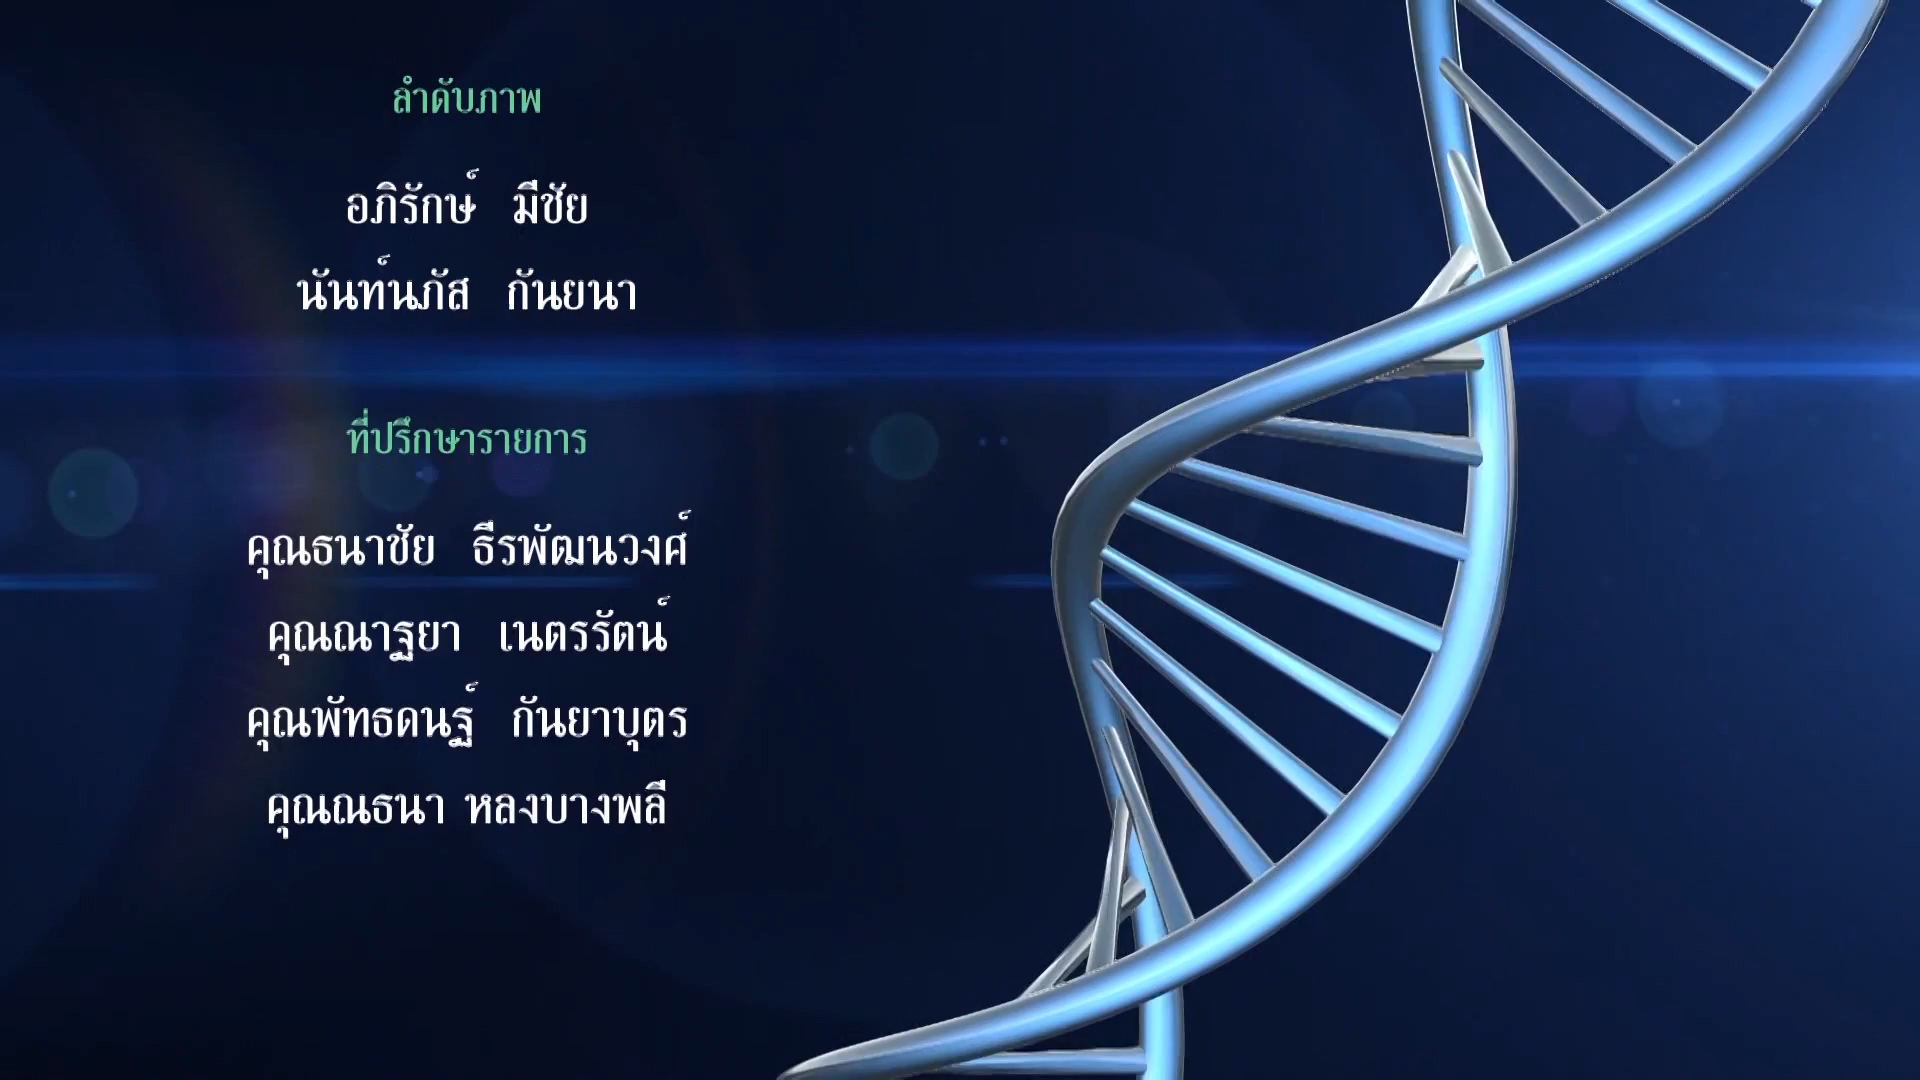 ลำดับภาพ
อภิรักษ์ มีชัย
นันท์นภัส กันยนา
ที่ปรึกษารายการ
คุณธนาชัย ธีรพัฒนวงศ์
คุณณาฐยา เนตรรัตน์
คุณพัทธดนฐ์ กันยาบุตร
คุณณธนา หลงบางพลี